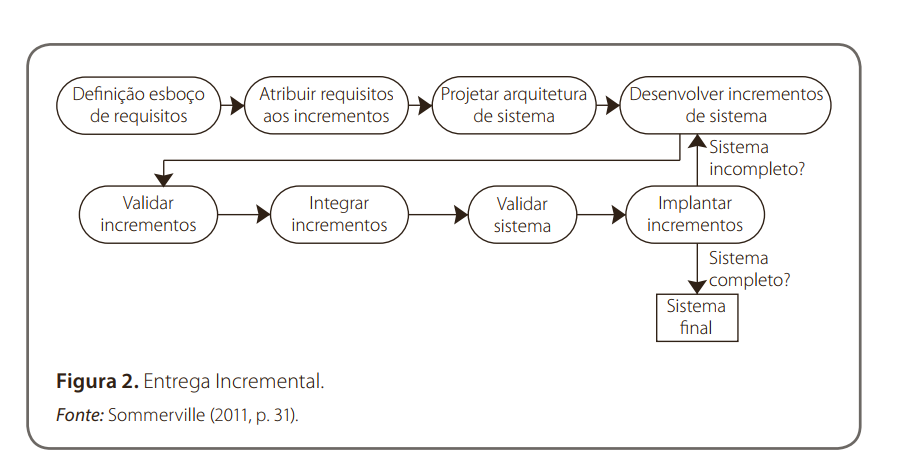 Definição esboço
de requisitos
Atribuir requisitos
aos incrementos
Projetar arquitetura
de sistema
Desenvolver incrementos
de sistema
Sistema
incompleto?
Validar
incrementos
Integrar
incrementos
Validar
sistema
Implantar
incrementos
Sistema
completo?
Sistema
final
Figura 2. Entrega Incremental.
Fonte: Sommerville (2011, p. 31).